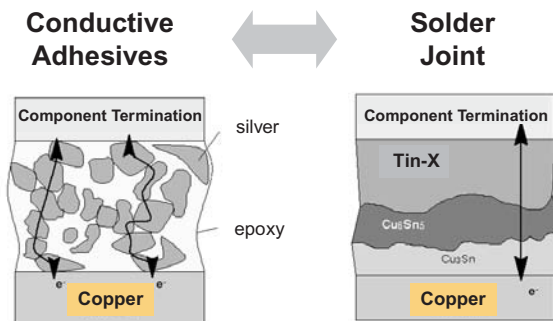 Conductive
Adhesives
Solder
Joint
Component Termination
silver
epoxy
e-
e-
Copper
Component Termination
Tin-X
Cu6Sn5
Cu3Sn
e-
Copper